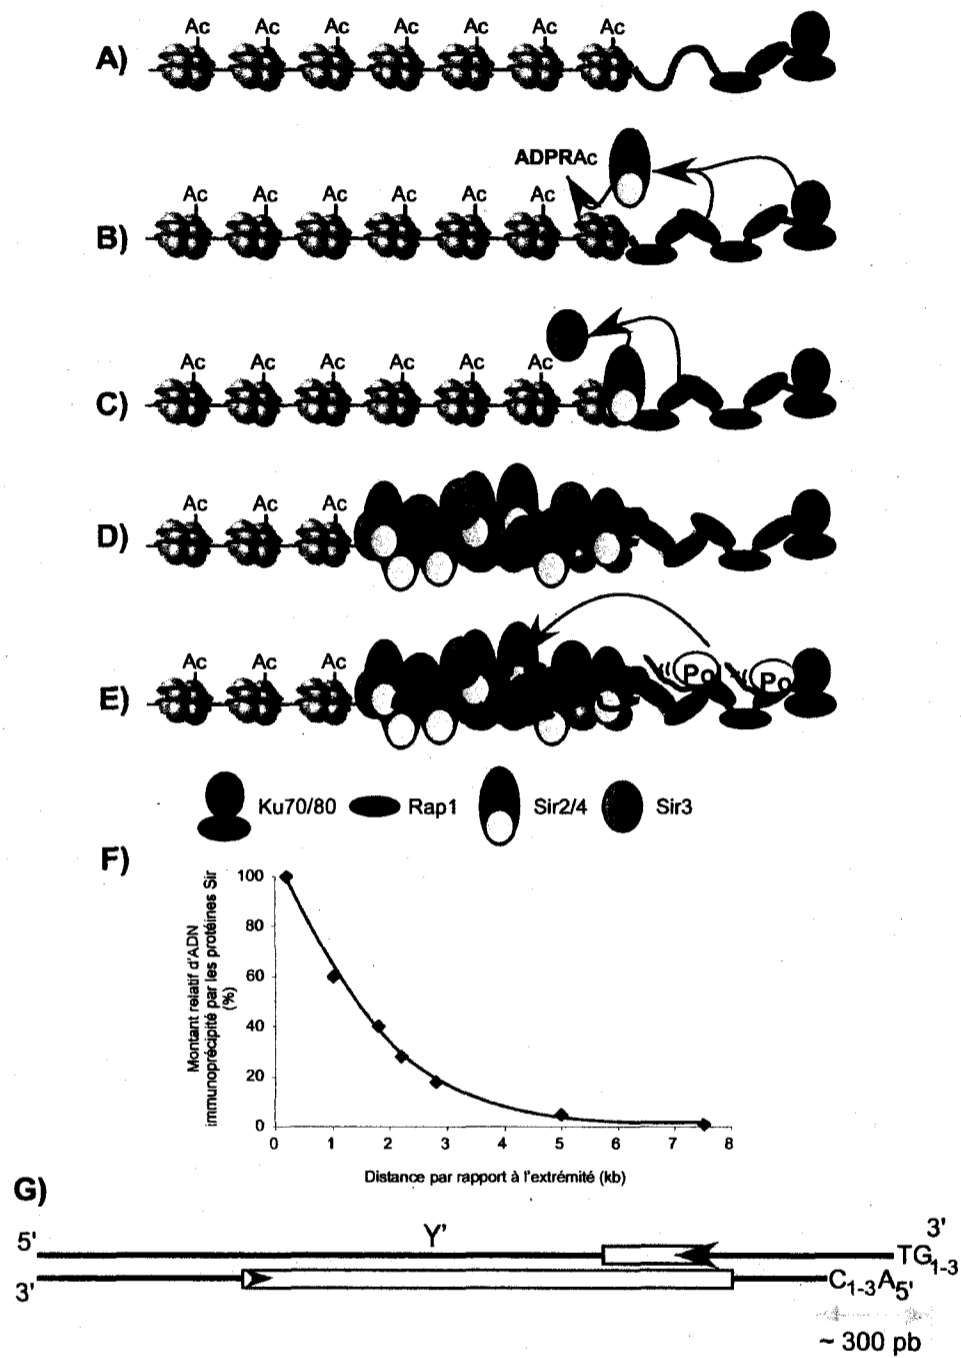 Ac Ac Ac Ac Ac Ac Ac
A)
ADPRAc
Ac Ac Ac Ac Ac Ac
B)
Ac Ac Ac Ac Ac Ac
C)
Ac Ac Ac
D)
Ac Ac Ac
E)
Po Po
Ku70/80 Rap1 Sir2/4 Sir3
F)
Montant relatif d'ADN
immunoprécipité par les protéines Sir
(%)
100
80
60
40
20
0
0 1 2 3 4 5 6 7 8
Distance par rapport à l'extrémité (kb)
G)
5' Y' 3'
TG1-3
3' C1-3A5'
~ 300 pb